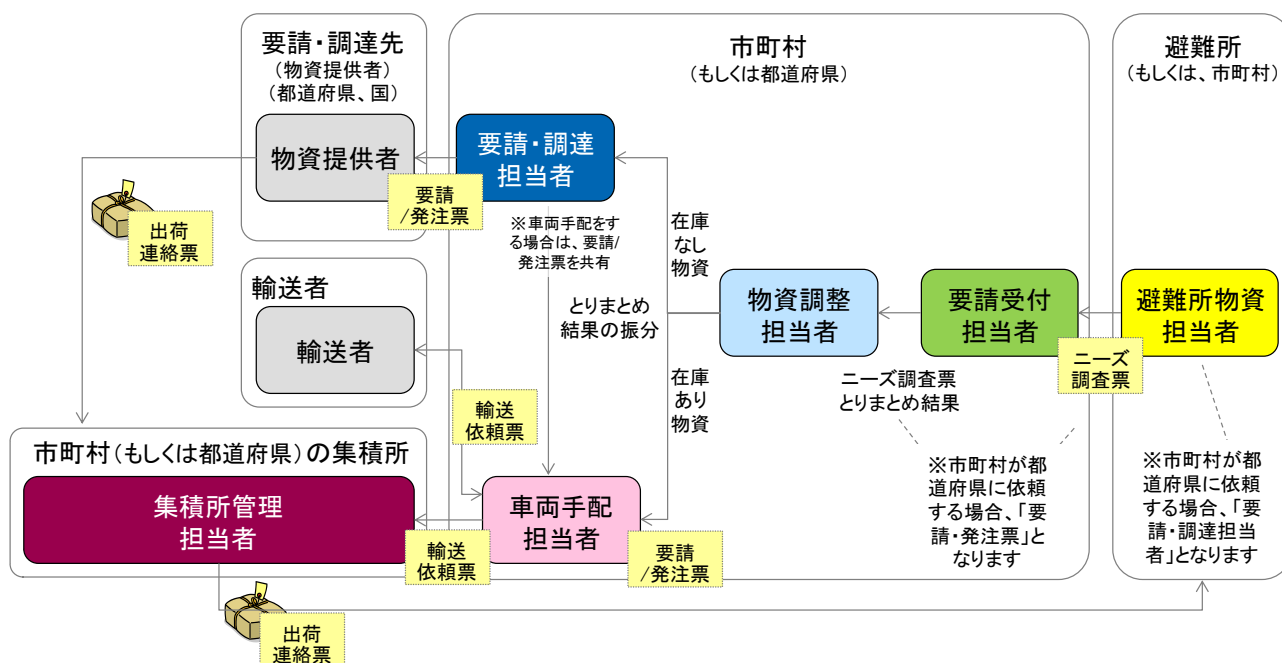 要請・調達先
(物資提供者)
(都道府県、国)
物資提供者
市町村
(もしくは都道府県)
避難所
(もしくは、市町村)
要請・調達
担当者
要請
/発注票
出荷
連絡票
※車両手配をす
る場合は、要請/
発注票を共有
在庫
なし
物資
輸送者
輸送者
とりまとめ
結果の振分
物資調整
担当者
要請受付
担当者
避難所物資
担当者
ニーズ
調査票
ニーズ調査票
とりまとめ結果
在庫
あり
物資
輸送
依頼票
市町村(もしくは都道府県)の集積所
集積所管理
担当者
輸送
依頼票
車両手配
担当者
要請
/発注票
※市町村が都
道府県に依頼
する場合、「要
請・発注票」と
なります
※市町村が都
道府県に依頼
する場合、「要
請・調達担当
者」となります
出荷
連絡票